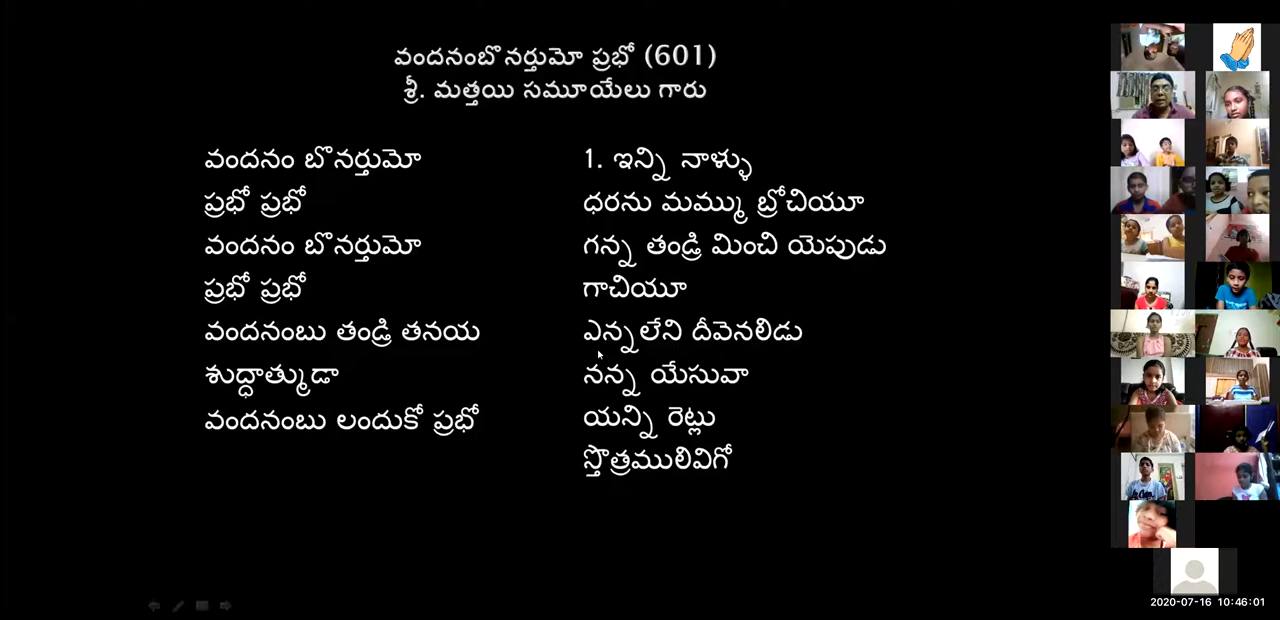 వందనంబొనర్తుమో ప్రభో (601)
శ్రీ. మత్తయి సమూయేలు గారు
వందనం బొనర్తుమో
ప్రభో ప్రభో
వందనం బొనర్తుమో
ప్రభో ప్రభో
వందనంబు తండ్రి తనయ
శుద్ధాత్ముడా
వందనంబు లందుకో ప్రభో
1. ఇన్ని నాళ్ళు
ధరను మమ్ము బ్రోచియూ
గన్న తండ్రి మించి యెపుడు
గాచియూ
ఎన్నలేని దీవెనలిడు
నన్న యేసువా
యన్ని రెట్లు
స్తొత్రములివిగో
2020-07-16 10:46:01